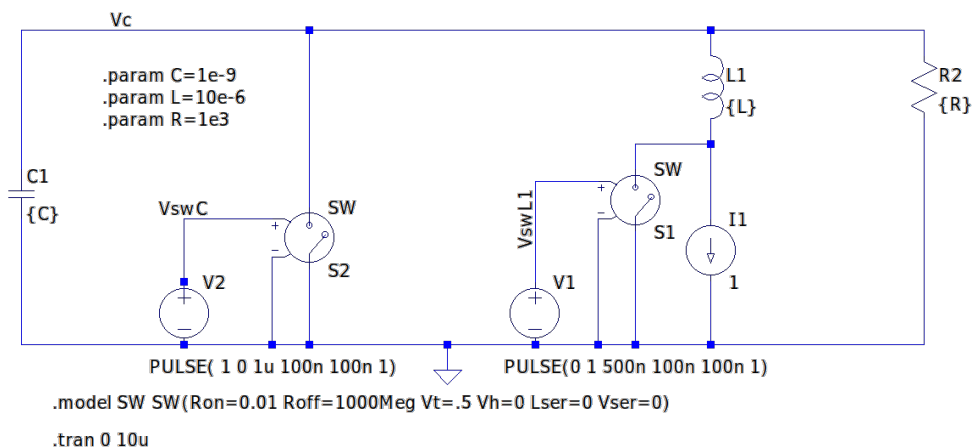 Vc
.param C=1e-9
.param L=10e-6
.param R=1e3
L1
{L}
R2
{R}
C1
{C}
VswC
+
-
SW
S2
V2
VswL1
+
-
SW
S1
V1
I1
1
PULSE( 1 0 1u 100n 100n 1)
PULSE(0 1 500n 100n 100n 1)
.model SW SW(Ron=0.01 Roff=1000Meg Vt=.5 Vh=0 Lser=0 Vser=0)
.tran 0 10u